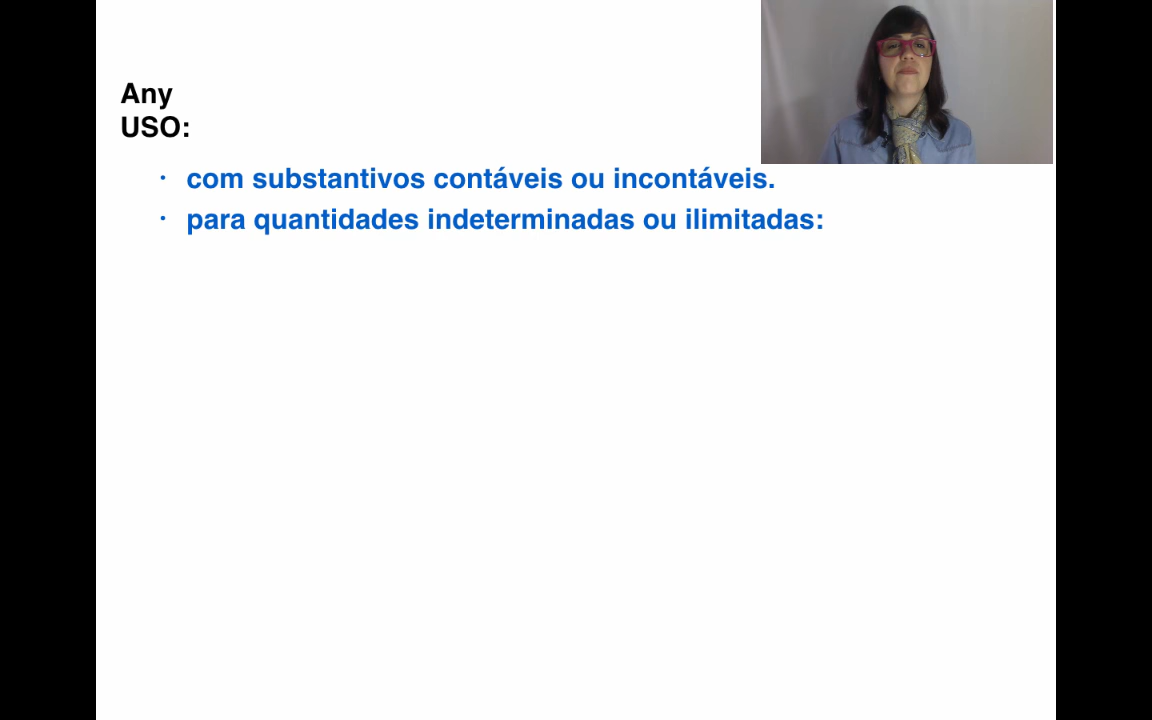 Any
USO:
· com substantivos contáveis ou incontáveis.
· para quantidades indeterminadas ou ilimitadas: